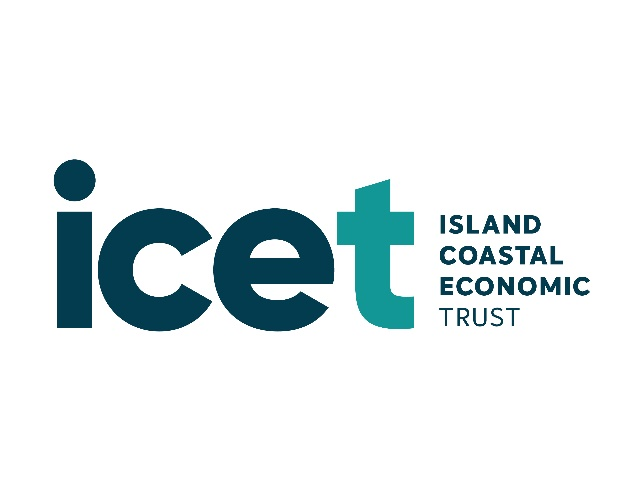 icet
ISLAND
COASTAL
ECONOMIC
TRUST